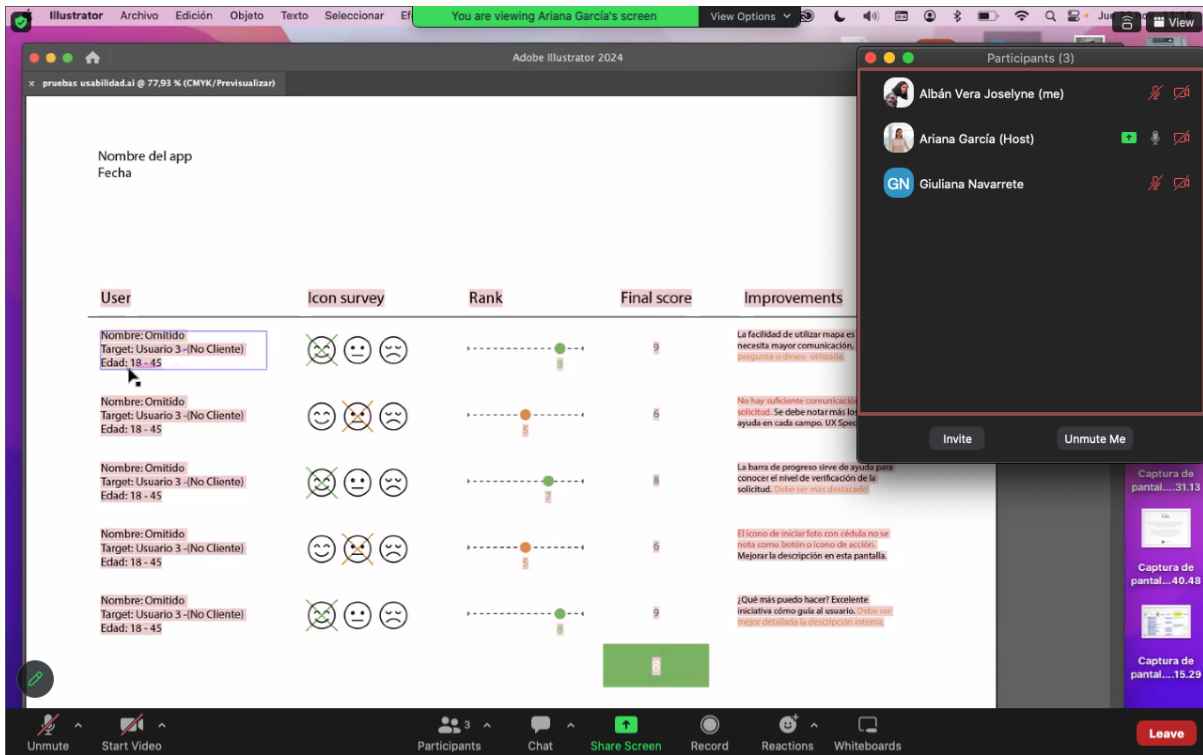 Illustrator Archivo Edición Objeto Texto Seleccionar
You are viewing Ariana García's screen
View Options
View
Adobe Illustrator 2024
× pruebas usabilidad.ai @ 77,93 % (CMYK/Previsualizar)
Participants (3)
Albán Vera Joselyne (me)
Ariana García (Host)
GN Giuliana Navarrete
Invite
Unmute Me
Nombre del app
Fecha
User Icon survey Rank Final score Improvements
Nombre: Omitido
Target: Usuario 3 -(No Cliente)
Edad: 18 - 45
8
9
La facilidad de utilizar mapa es
necesita mayor comunicación,
pregunta si deseo utilizarla.
Nombre: Omitido
Target: Usuario 3 -(No Cliente)
Edad: 18 - 45
5
6
No hay suficiente comunicación
solicitud. Se debe notar más los
ayuda en cada campo. UX Spec
Nombre: Omitido
Target: Usuario 3 -(No Cliente)
Edad: 18 - 45
7
8
La barra de progreso sirve de ayuda para
conocer el nivel de verificación de la
solicitud. Debe ser más destacado
Nombre: Omitido
Target: Usuario 3 -(No Cliente)
Edad: 18 - 45
5
6
El ícono de iniciar foto con cédula no se
nota como botón o ícono de acción.
Mejorar la descripción en esta pantalla.
Nombre: Omitido
Target: Usuario 3 -(No Cliente)
Edad: 18 - 45
8
9
¿Qué más puedo hacer? Excelente
iniciativa cómo guía al usuario. Debe ser
mejor detallada la descripción interna.
8
Captura de
pantal....31.13
Captura de
pantal...40.48
Captura de
pantal....15.29
Unmute
Start Video
3
Participants
Chat
Share Screen
Record
Reactions
Whiteboards
Leave